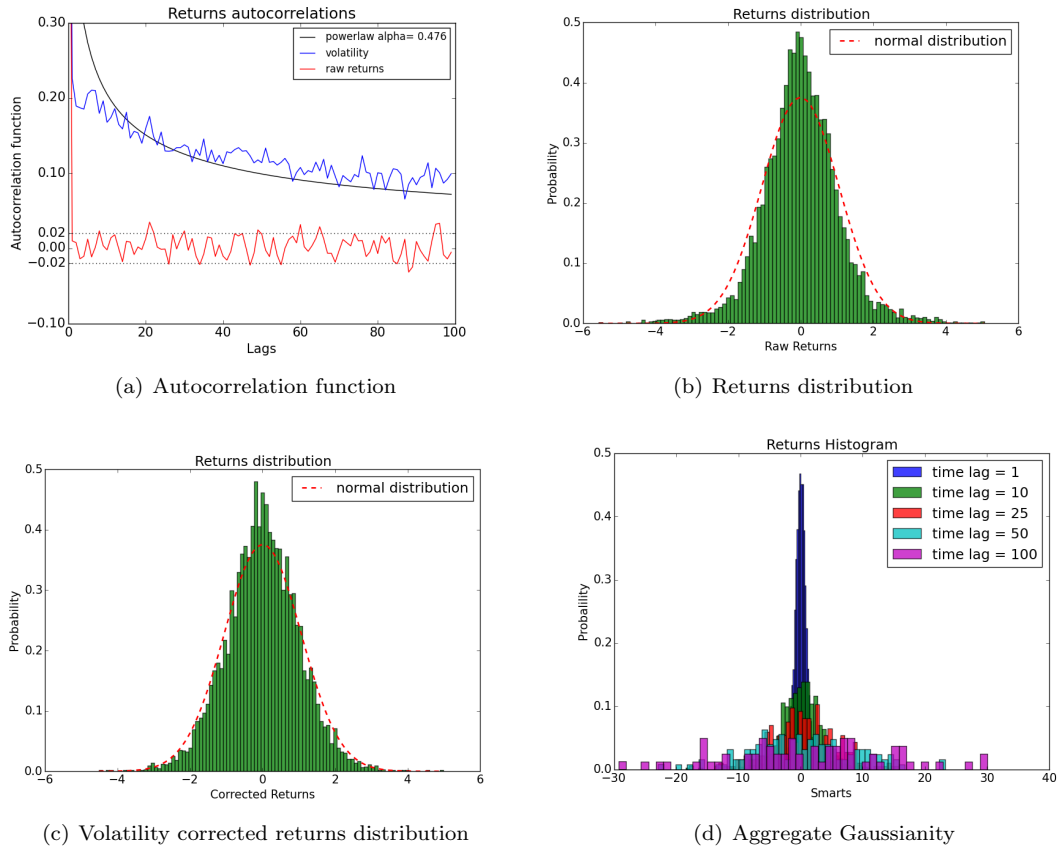 Returns autocorrelations
0.30
0.20
0.10
0.02
0.00
−0.02
−0.10
Autocorrelation function
powerlaw alpha= 0.476
volatility
raw returns
0 20 40 60 80 100
Lags
(a) Autocorrelation function
Returns distribution
0.5
0.4
0.3
0.2
0.1
0.0
Probability
normal distribution
−6 −4 −2 0 2 4 6
Raw Returns
(b) Returns distribution
Returns distribution
0.5
0.4
0.3
0.2
0.1
0.0
Probability
normal distribution
−6 −4 −2 0 2 4 6
Corrected Returns
(c) Volatility corrected returns distribution
Returns Histogram
0.5
0.4
0.3
0.2
0.1
0.0
Probalility
time lag = 1
time lag = 10
time lag = 25
time lag = 50
time lag = 100
−30 −20 −10 0 10 20 30 40
Smarts
(d) Aggregate Gaussianity